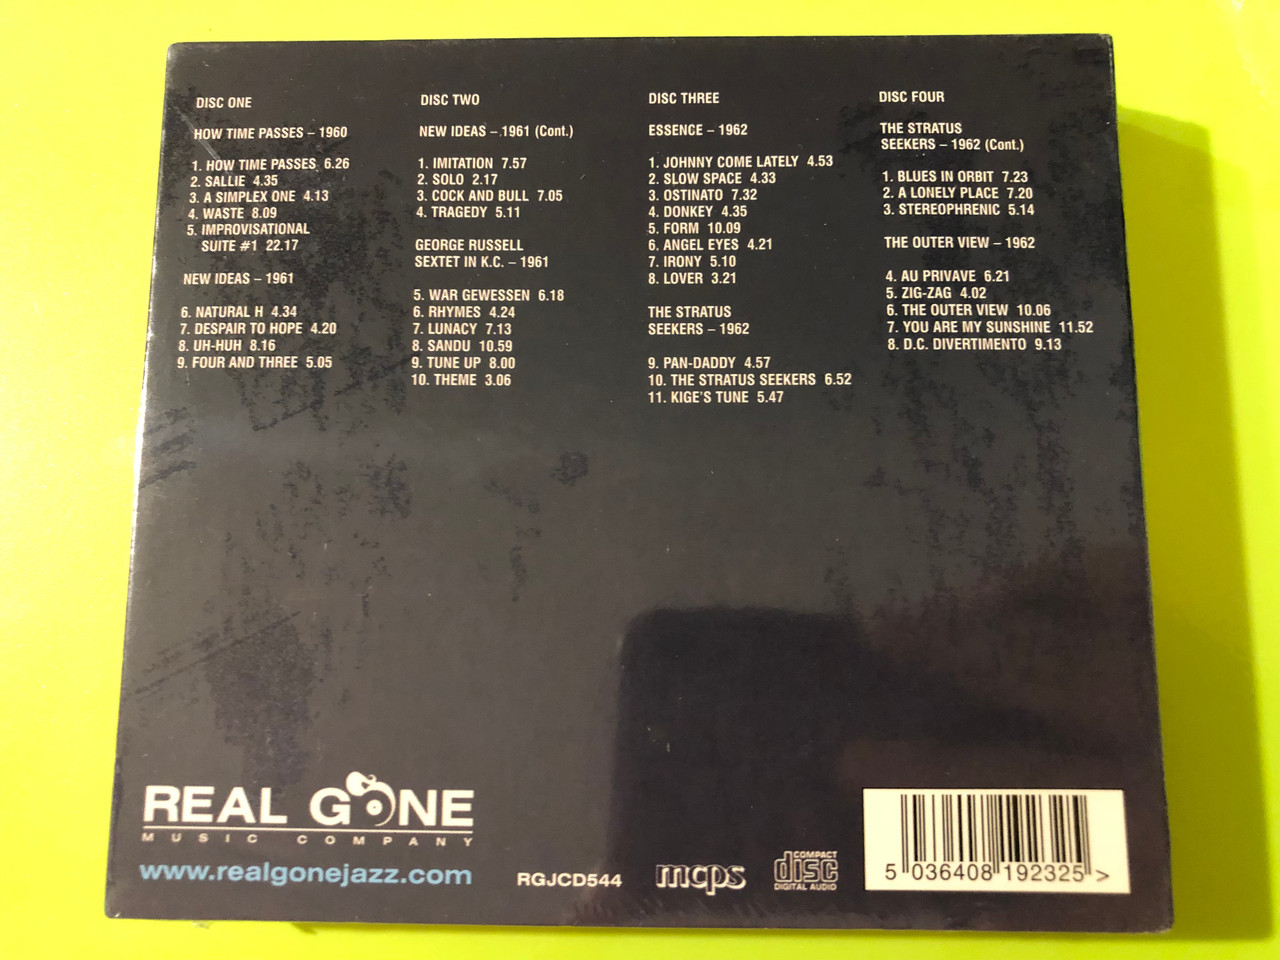 DISC ONE
HOW TIME PASSES – 1960
1. HOW TIME PASSES 6.26
2. SALLIE 4.35
3. A SIMPLEX ONE 4.13
4. WASTE 8.09
5. IMPROVISATIONAL
SUITE #1 22.17
NEW IDEAS – 1961
6. NATURAL H 4.34
7. DESPAIR TO HOPE 4.20
8. UH-HUH 8.16
9. FOUR AND THREE 5.05
DISC TWO
NEW IDEAS – 1961 (Cont.)
1. IMITATION 7.57
2. SOLO 2.17
3. COCK AND BULL 7.05
4. TRAGEDY 5.11
GEORGE RUSSELL
SEXTET IN K.C. – 1961
5. WAR GEWESSEN 6.18
6. RHYMES 4.24
7. LUNACY 7.13
8. SANDU 10.59
9. TUNE UP 8.00
10. THEME 3.06
DISC THREE
ESSENCE – 1962
1. JOHNNY COME LATELY 4.53
2. SLOW SPACE 4.33
3. OSTINATO 7.32
4. DONKEY 4.35
5. FORM 10.09
6. ANGEL EYES 4.21
7. IRONY 5.10
8. LOVER 3.21
THE STRATUS
SEEKERS – 1962
9. PAN-DADDY 4.57
10. THE STRATUS SEEKERS 6.52
11. KIGE'S TUNE 5.47
DISC FOUR
THE STRATUS
SEEKERS – 1962 (Cont.)
1. BLUES IN ORBIT 7.23
2. A LONELY PLACE 7.20
3. STEREOPHRENIC 5.14
THE OUTER VIEW – 1962
4. AU PRIVAVE 6.21
5. ZIG-ZAG 4.02
6. THE OUTER VIEW 10.06
7. YOU ARE MY SUNSHINE 11.52
8. D.C. DIVERTIMENTO 9.13
REAL GONE
MUSIC COMPANY
www.realgonejazz.com
RGJCD544
mcps
COMPACT
disc
DIGITAL AUDIO
5 036408 192325 >